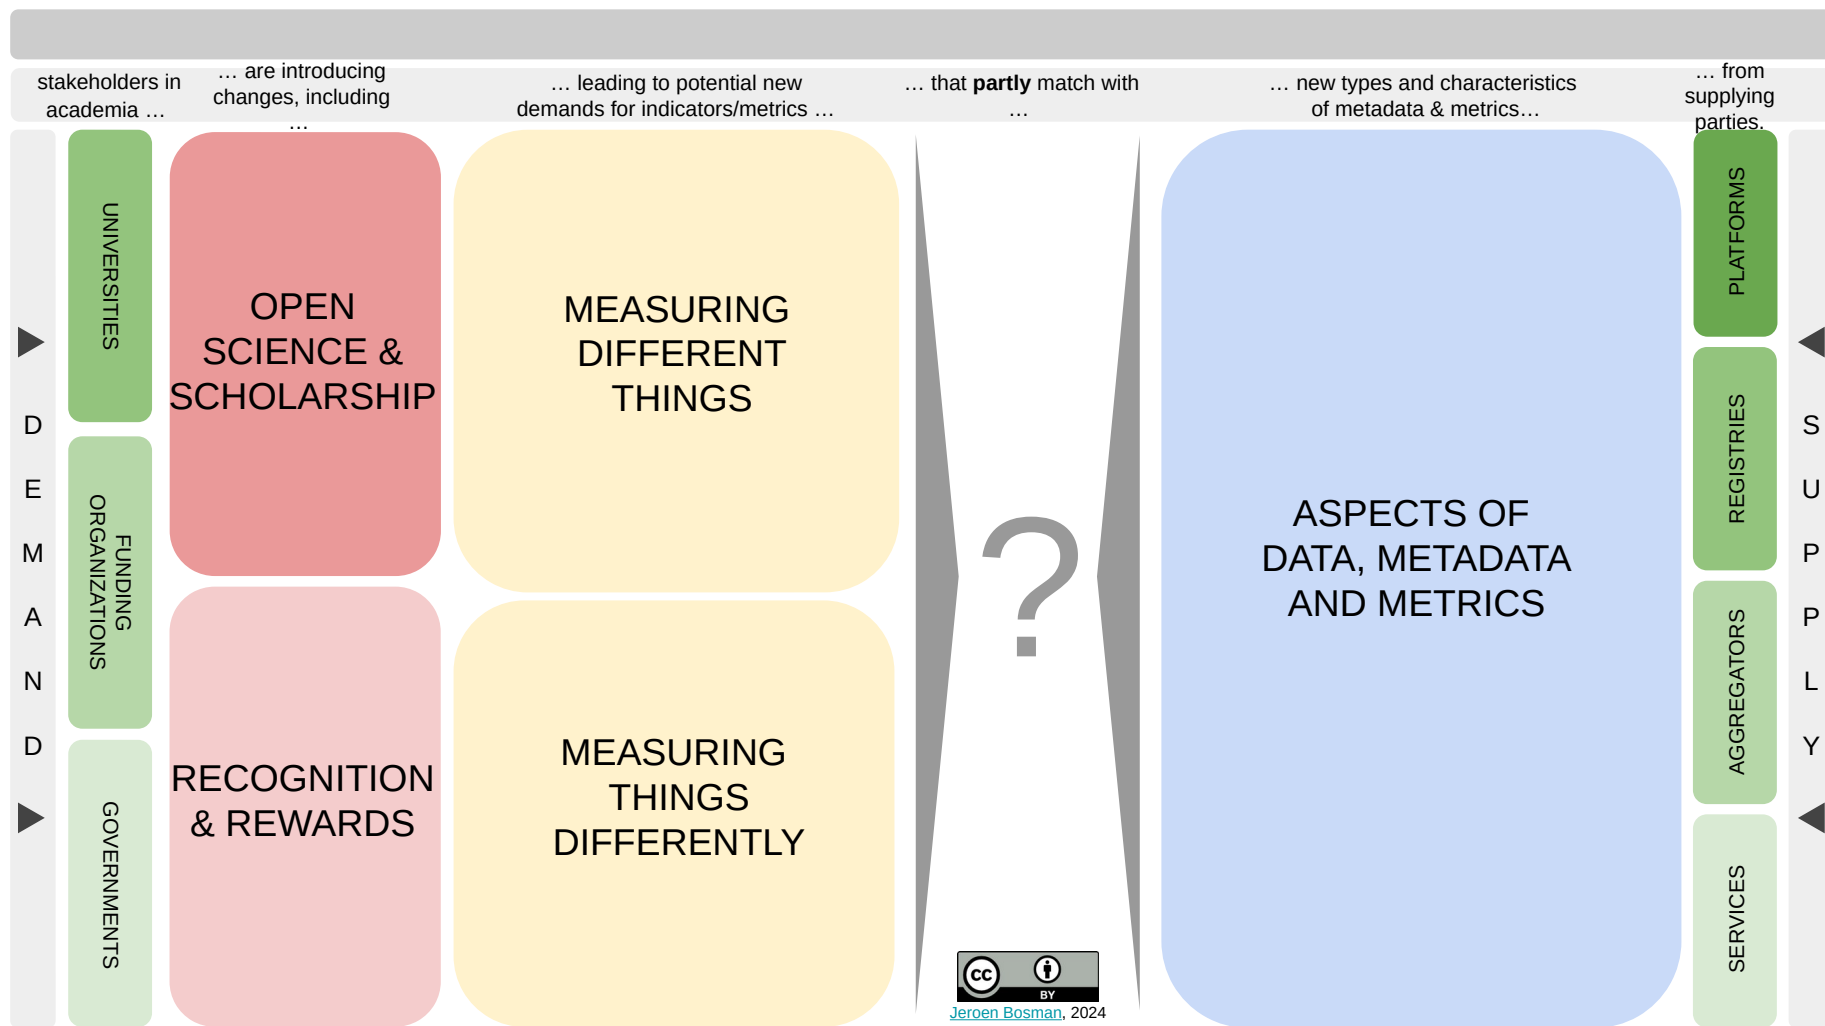 stakeholders in
academia …
… are introducing
changes, including
…
… leading to potential new
demands for indicators/metrics …
… that partly match with
…
… new types and characteristics
of metadata & metrics…
… from
supplying
parties.
D
E
M
A
N
D
UNIVERSITIES
FUNDING
ORGANIZATIONS
GOVERNMENTS
OPEN
SCIENCE &
SCHOLARSHIP
RECOGNITION
& REWARDS
MEASURING
DIFFERENT
THINGS
MEASURING
THINGS
DIFFERENTLY
?
cc
BY
Jeroen Bosman, 2024
ASPECTS OF
DATA, METADATA
AND METRICS
PLATFORMS
REGISTRIES
AGGREGATORS
SERVICES
S
U
P
P
L
Y